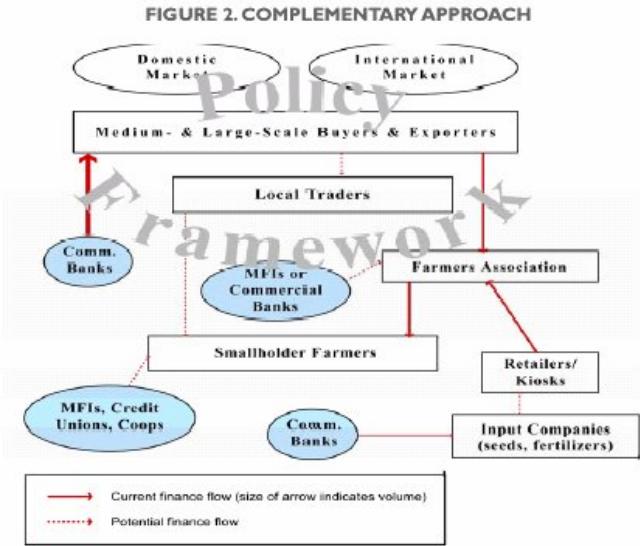 FIGURE 2. COMPLEMENTARY APPROACH
Domestic
Market
International
Market
Policy
Medium- & Large-Scale Buyers & Exporters
Local Traders
Framework
Comm.
Banks
MFIs or
Commercial
Banks
Farmers Association
Smallholder Farmers
Retailers/
Kiosks
MFIs, Credit
Unions, Coops
Comm.
Banks
Input Companies
(seeds, fertilizers)
Current finance flow (size of arrow iindicates volume)
Potential finance flow